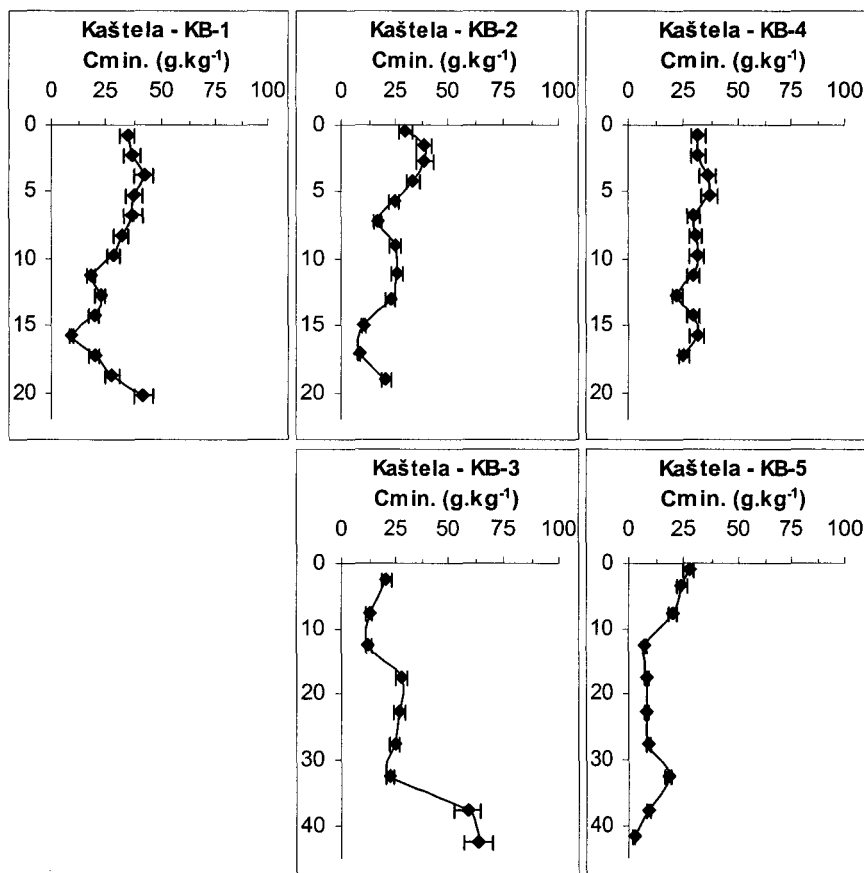 Kaštela - KB-1
Cmin. (g.kg⁻¹)
0 25 50 75 100
0
5
10
15
20
Kaštela - KB-2
Cmin. (g.kg⁻¹)
0 25 50 75 100
0
5
10
15
20
Kaštela - KB-4
Cmin. (g.kg⁻¹)
0 25 50 75 100
0
5
10
15
20
Kaštela - KB-3
Cmin. (g.kg⁻¹)
0 25 50 75 100
0
10
20
30
40
Kaštela - KB-5
Cmin. (g.kg⁻¹)
0 25 50 75 100
0
10
20
30
40